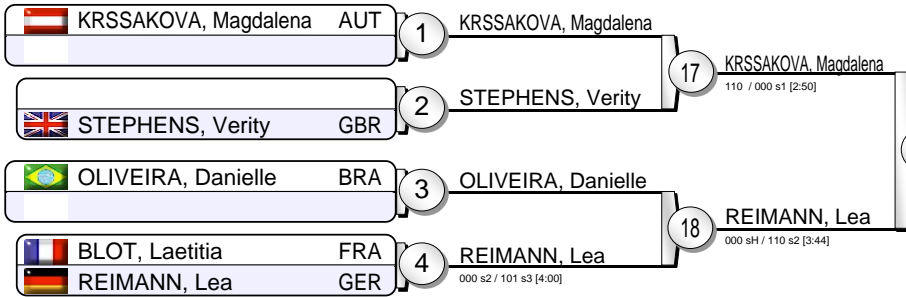 KRSSAKOVA, Magdalena AUT
1
KRSSAKOVA, Magdalena
STEPHENS, Verity GBR
2
STEPHENS, Verity
17
KRSSAKOVA, Magdalena
110 / 000 s1 [2:50]
OLIVEIRA, Danielle BRA
3
OLIVEIRA, Danielle
BLOT, Laetitia FRA
REIMANN, Lea GER
4
REIMANN, Lea
000 s2 / 101 s3 [4:00]
18
REIMANN, Lea
000 sH / 110 s2 [3:44]